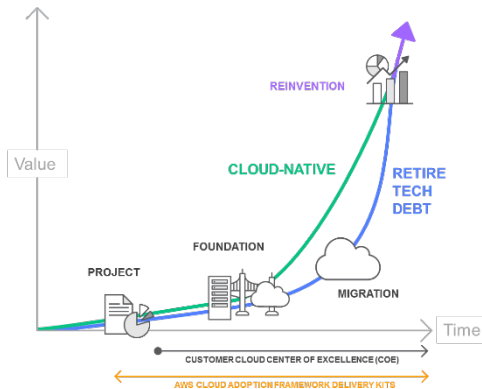 REINVENTION
Value
CLOUD-NATIVE
RETIRE
TECH
DEBT
FOUNDATION
PROJECT
MIGRATION
Time
CUSTOMER CLOUD CENTER OF EXCELLENCE (COE)
AWS CLOUD ADOPTION FRAMEWORK DELIVERY KITS